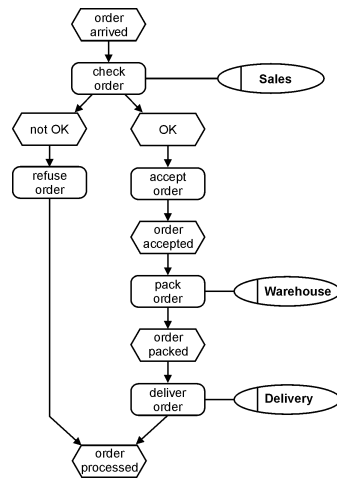 order
arrived
check
order
Sales
not OK
OK
refuse
order
accept
order
order
accepted
pack
order
Warehouse
order
packed
deliver
order
Delivery
order
processed